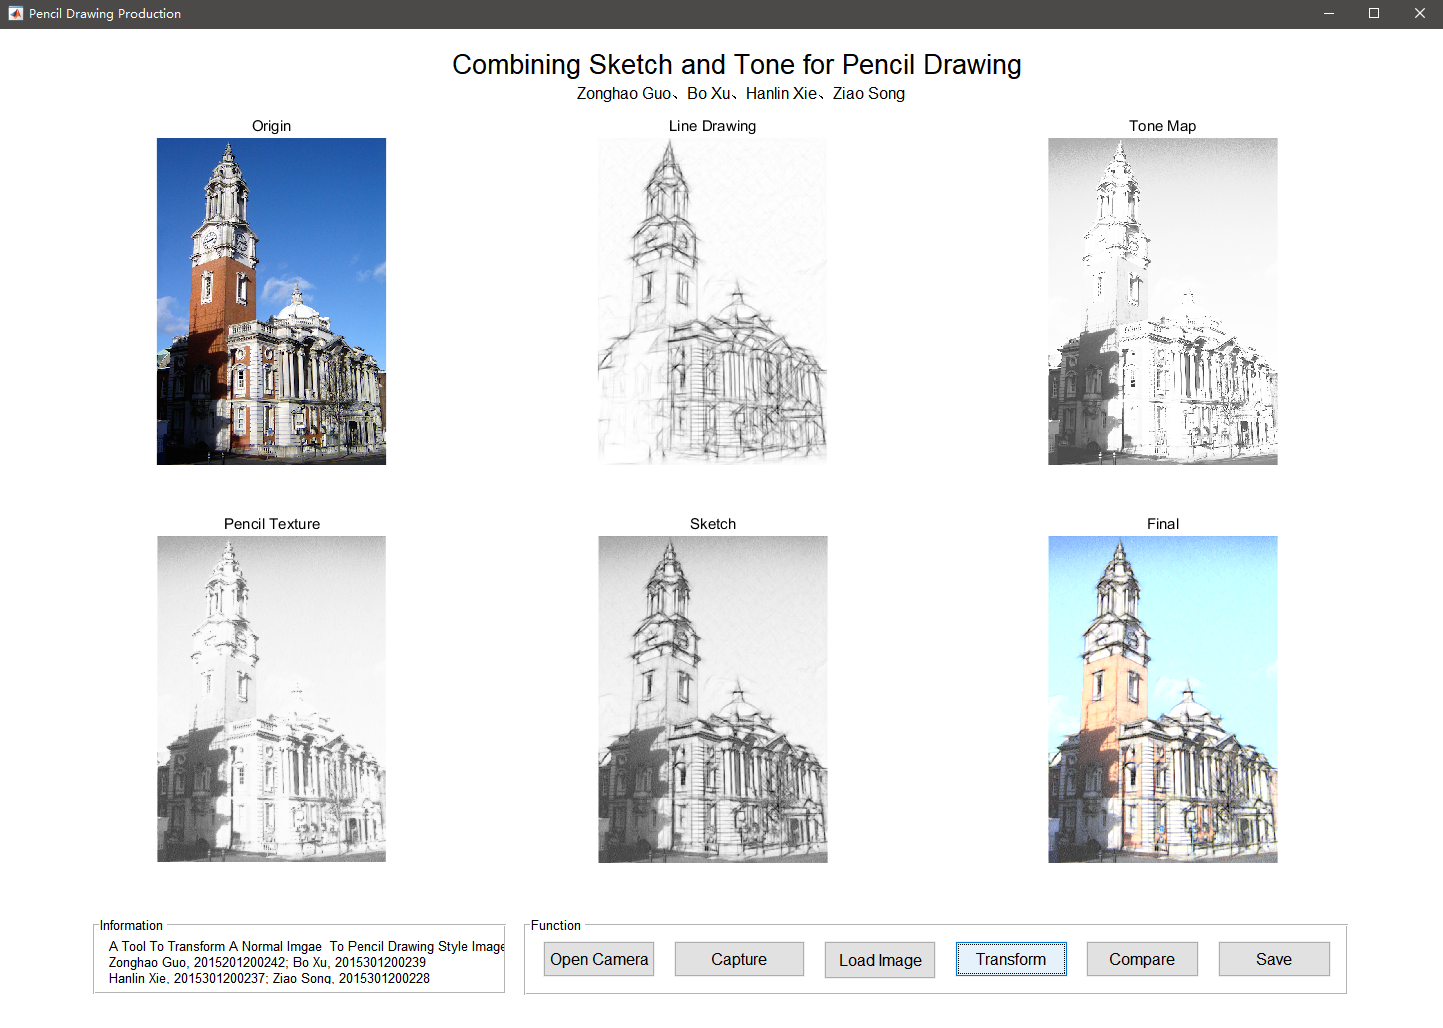 Pencil Drawing Production
Combining Sketch and Tone for Pencil Drawing
Zonghao Guo、Bo Xu、Hanlin Xie、Ziao Song
Origin
Line Drawing
Tone Map
Pencil Texture
Sketch
Final
Information
A Tool To Transform A Normal Imgae  To Pencil Drawing Style Image
Zonghao Guo, 2015201200242; Bo Xu, 2015301200239
Hanlin Xie, 2015301200237; Ziao Song, 2015301200228
Function
Open Camera
Capture
Load Image
Transform
Compare
Save